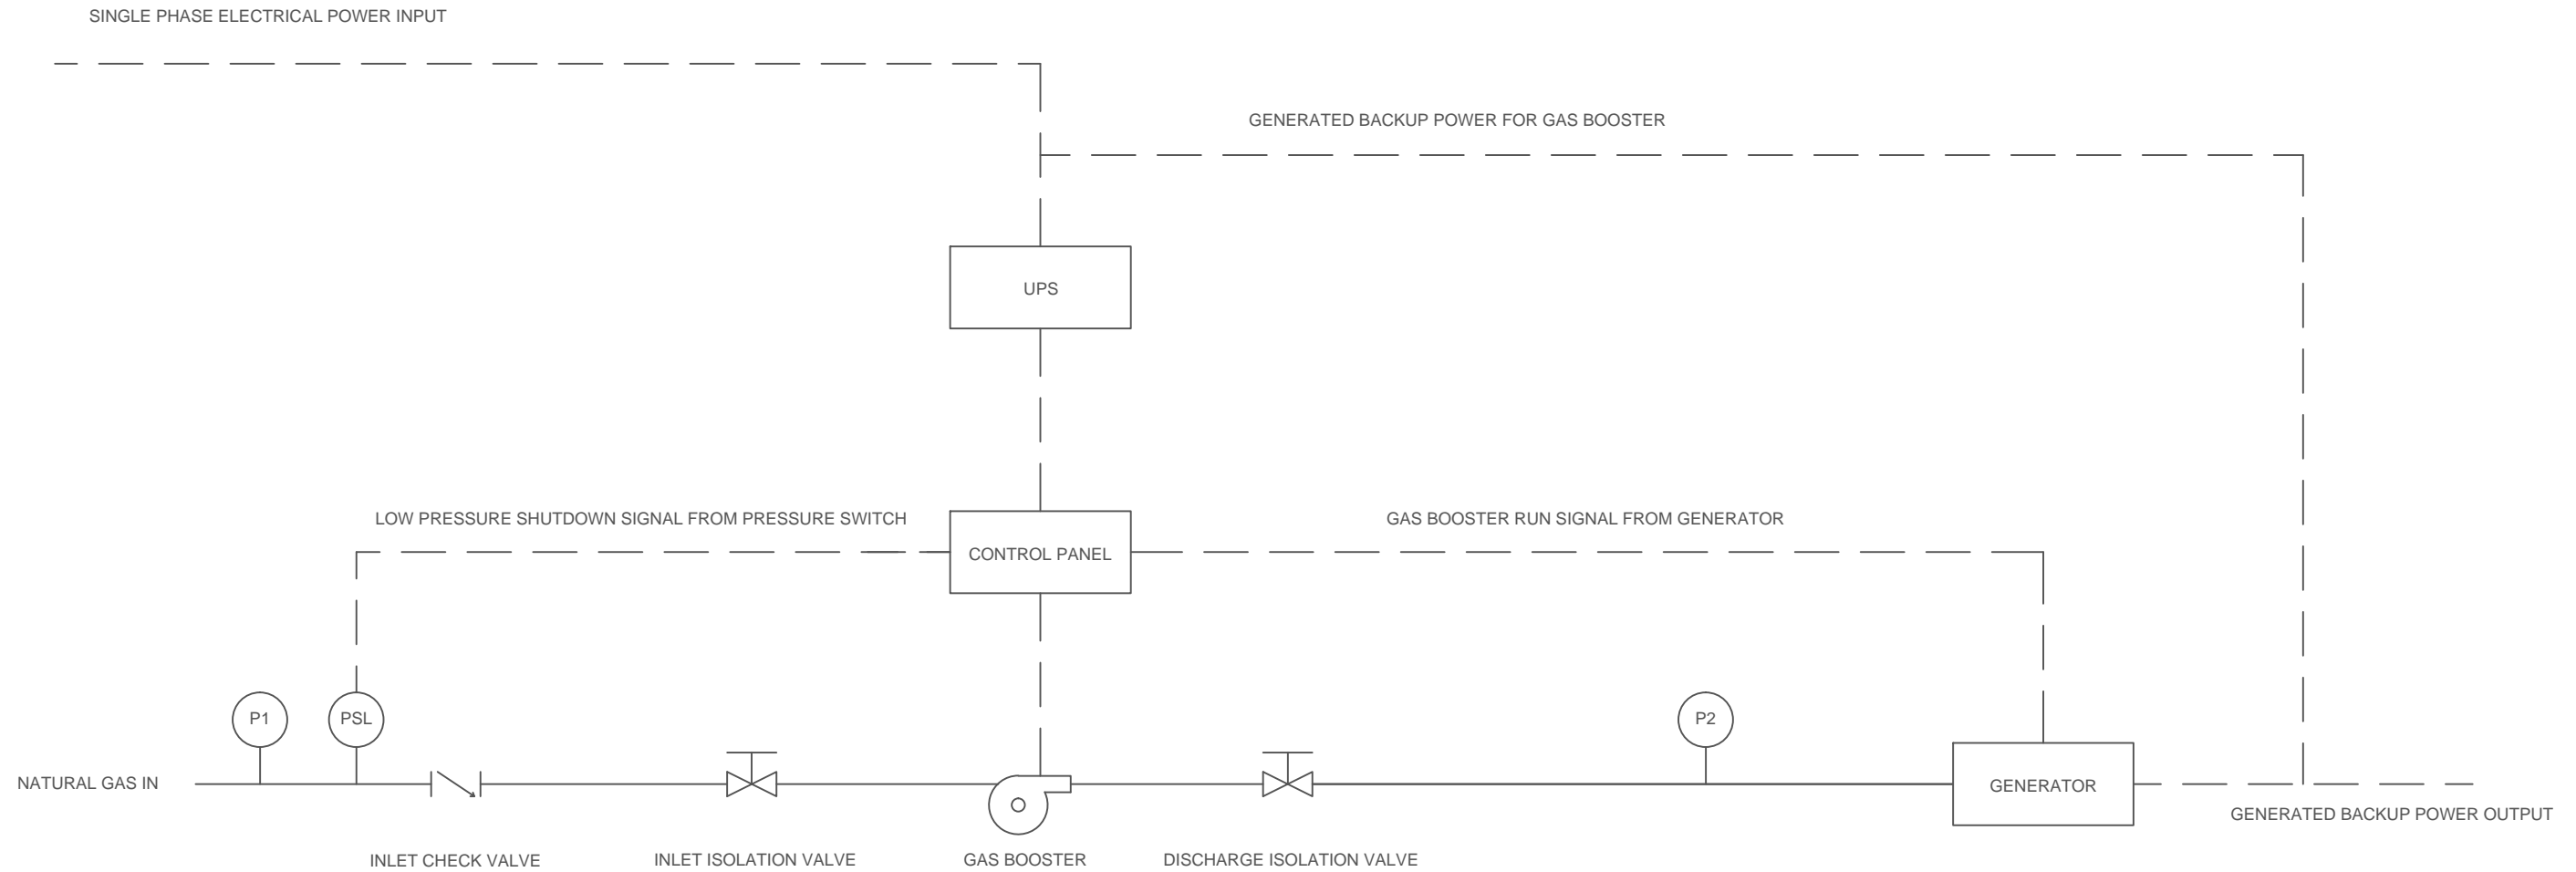 SINGLE PHASE ELECTRICAL POWER INPUT
GENERATED BACKUP POWER FOR GAS BOOSTER
UPS
LOW PRESSURE SHUTDOWN SIGNAL FROM PRESSURE SWITCH
GAS BOOSTER RUN SIGNAL FROM GENERATOR
CONTROL PANEL
P1
PSL
P2
NATURAL GAS IN
GENERATOR
GENERATED BACKUP POWER OUTPUT
INLET CHECK VALVE
INLET ISOLATION VALVE
GAS BOOSTER
DISCHARGE ISOLATION VALVE